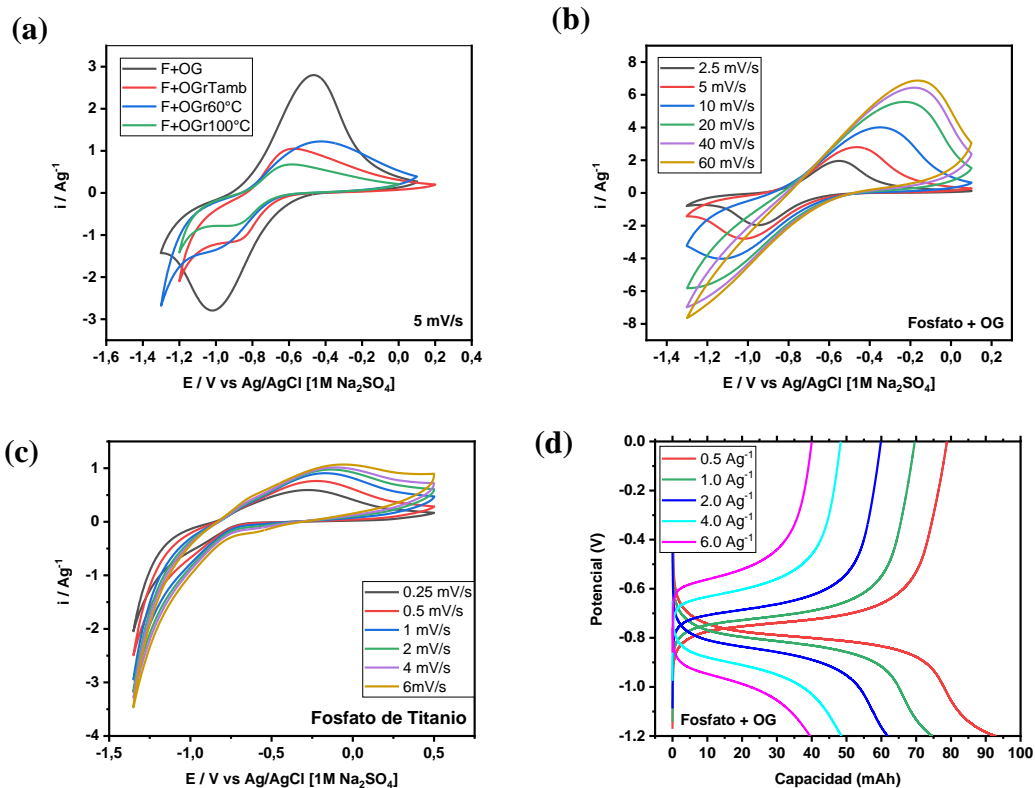 (a)
3
2
1
0
-1
-2
-3
i / Ag⁻¹
F+OG
F+OGrTamb
F+OGr60°C
F+OGr100°C
5 mV/s
-1,6 -1,4 -1,2 -1,0 -0,8 -0,6 -0,4 -0,2 0,0 0,2 0,4
E / V vs Ag/AgCl [1M Na₂SO₄]
(b)
8
6
4
2
0
-2
-4
-6
-8
i / Ag⁻¹
2.5 mV/s
5 mV/s
10 mV/s
20 mV/s
40 mV/s
60 mV/s
Fosfato + OG
-1,4 -1,2 -1,0 -0,8 -0,6 -0,4 -0,2 0,0 0,2
E / V vs Ag/AgCl [1M Na₂SO₄]
(c)
1
0
-1
-2
-3
-4
i / Ag⁻¹
0.25 mV/s
0.5 mV/s
1 mV/s
2 mV/s
4 mV/s
6mV/s
Fosfato de Titanio
-1,5 -1,0 -0,5 0,0 0,5
E / V vs Ag/AgCl [1M Na₂SO₄]
(d)
0.0
-0.2
-0.4
-0.6
-0.8
-1.0
-1.2
Potencial (V)
0.5 Ag⁻¹
1.0 Ag⁻¹
2.0 Ag⁻¹
4.0 Ag⁻¹
6.0 Ag⁻¹
Fosfato + OG
0 10 20 30 40 50 60 70 80 90 100
Capacidad (mAh)